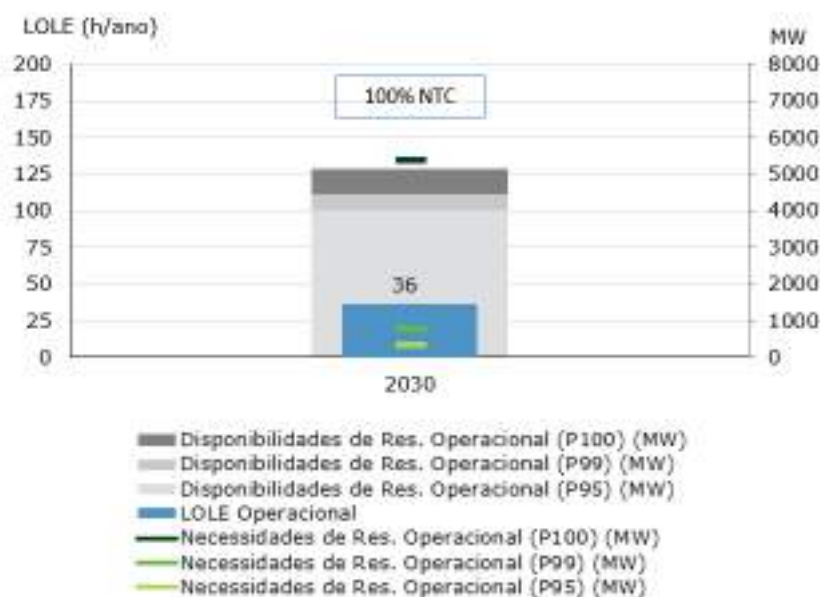 LOLE (h/ano)
MW
200
8000
175
7000
100% NTC
150
6000
125
5000
100
4000
75
3000
50
2000
36
25
1000
0
0
2030
Disponibilidades de Res. Operacional (P100) (MW)
Disponibilidades de Res. Operacional (P99) (MW)
Disponibilidades de Res. Operacional (P95) (MW)
LOLE Operacional
Necessidades de Res. Operacional (P100) (MW)
Necessidades de Res. Operacional (P99) (MW)
Necessidades de Res. Operacional (P95) (MW)